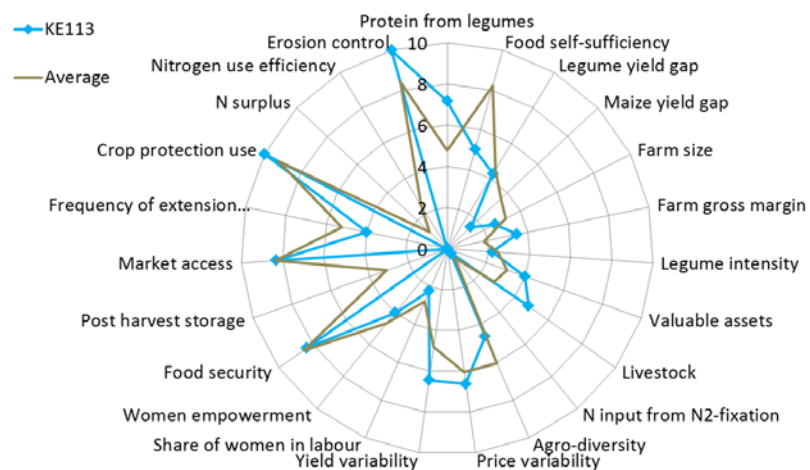 KE113
Average
Protein from legumes
Food self-sufficiency
Legume yield gap
Maize yield gap
Farm size
Farm gross margin
Legume intensity
Valuable assets
Livestock
N input from N2-fixation
Agro-diversity
Price variability
Yield variability
Share of women in labour
Women empowerment
Food security
Post harvest storage
Market access
Frequency of extension...
Crop protection use
N surplus
Nitrogen use efficiency
Erosion control
10
8
6
4
2
0